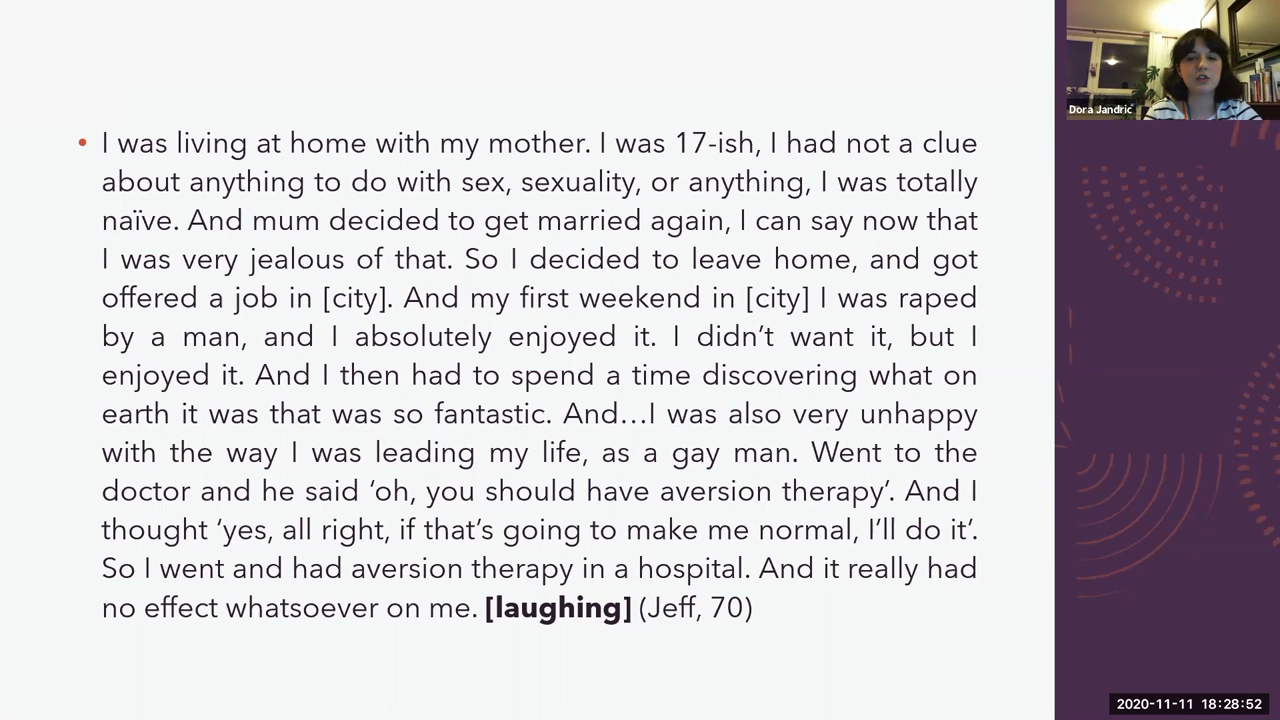 • I was living at home with my mother. I was 17-ish, I had not a clue
about anything to do with sex, sexuality, or anything, I was totally
naïve. And mum decided to get married again, I can say now that
I was very jealous of that. So I decided to leave home, and got
offered a job in [city]. And my first weekend in [city] I was raped
by a man, and I absolutely enjoyed it. I didn’t want it, but I
enjoyed it. And I then had to spend a time discovering what on
earth it was that was so fantastic. And…I was also very unhappy
with the way I was leading my life, as a gay man. Went to the
doctor and he said ‘oh, you should have aversion therapy’. And I
thought ‘yes, all right, if that’s going to make me normal, I’ll do it’.
So I went and had aversion therapy in a hospital. And it really had
no effect whatsoever on me. [laughing] (Jeff, 70)
Dora Jandric
2020-11-11 18:28:52